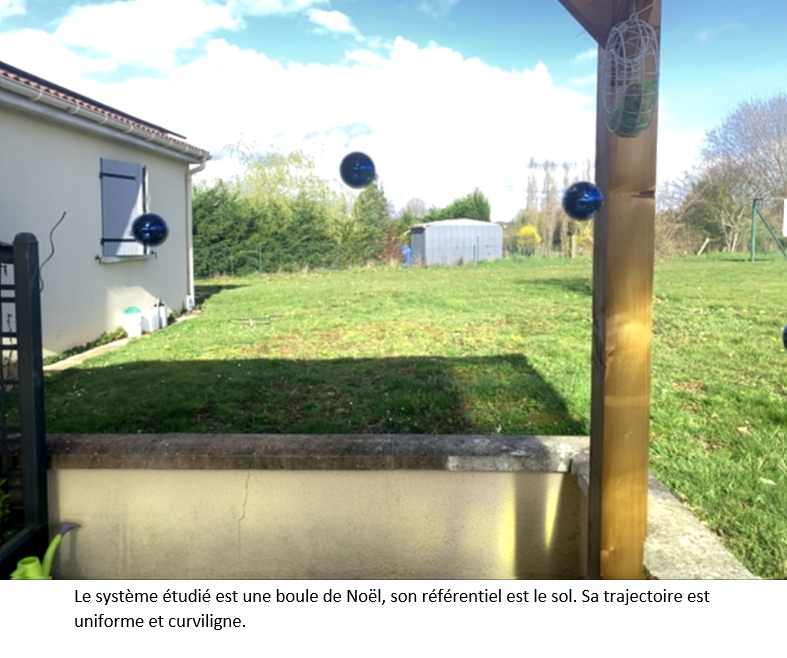 Le système étudié est une boule de Noël, son référentiel est le sol. Sa trajectoire est
uniforme et curviligne.